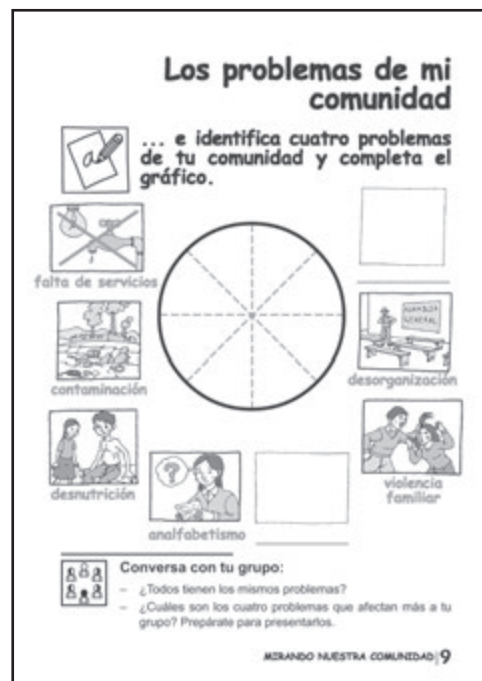 Los problemas de mi
comunidad
... e identifica cuatro problemas
de tu comunidad y completa el
gráfico.
falta de servicios
contaminación
desnutrición
analfabetismo
ASAMBLEA
GENERAL
desorganización
violencia
familiar
Conversa con tu grupo:
– ¿Todos tienen los mismos problemas?
– ¿Cuáles son los cuatro problemas que afectan más a tu
grupo? Prepárate para presentarlos.
MIRANDO NUESTRA COMUNIDAD 9